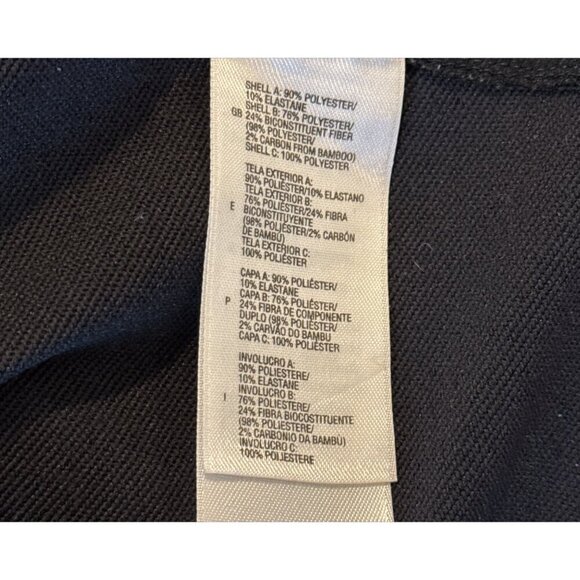 SHELL A: 90% POLYESTER/
10% ELASTANE
SHELL B: 76% POLYESTER/
GB 24% BICONSTITUENT FIBER
(98% POLYESTER/
2% CARBON FROM BAMBOO)
SHELL C: 100% POLYESTER
TELA EXTERIOR A:
90% POLIÉSTER/10% ELASTANO
TELA EXTERIOR B:
76% POLIÉSTER/24% FIBRA
E BICONSTITUYENTE
(98% POLIÉSTER/2% CARBÓN
DE BAMBÚ)
TELA EXTERIOR C:
100% POLIÉSTER
CAPA A: 90% POLIÉSTER/
10% ELASTANE
CAPA B: 76% POLIÉSTER/
P 24% FIBRA DE COMPONENTE
DUPLO (98% POLIÉSTER/
2% CARVÃO DO BAMBU
CAPA C: 100% POLIÉSTER
INVOLUCRO A:
90% POLIESTERE/
10% ELASTANE
INVOLUCRO B:
I 76% POLIESTERE/
24% FIBRA BIOCOSTITUENTE
(98% POLIESTERE/
2% CARBONIO DA BAMBÙ)
INVOLUCRO C:
100% POLIESTERE